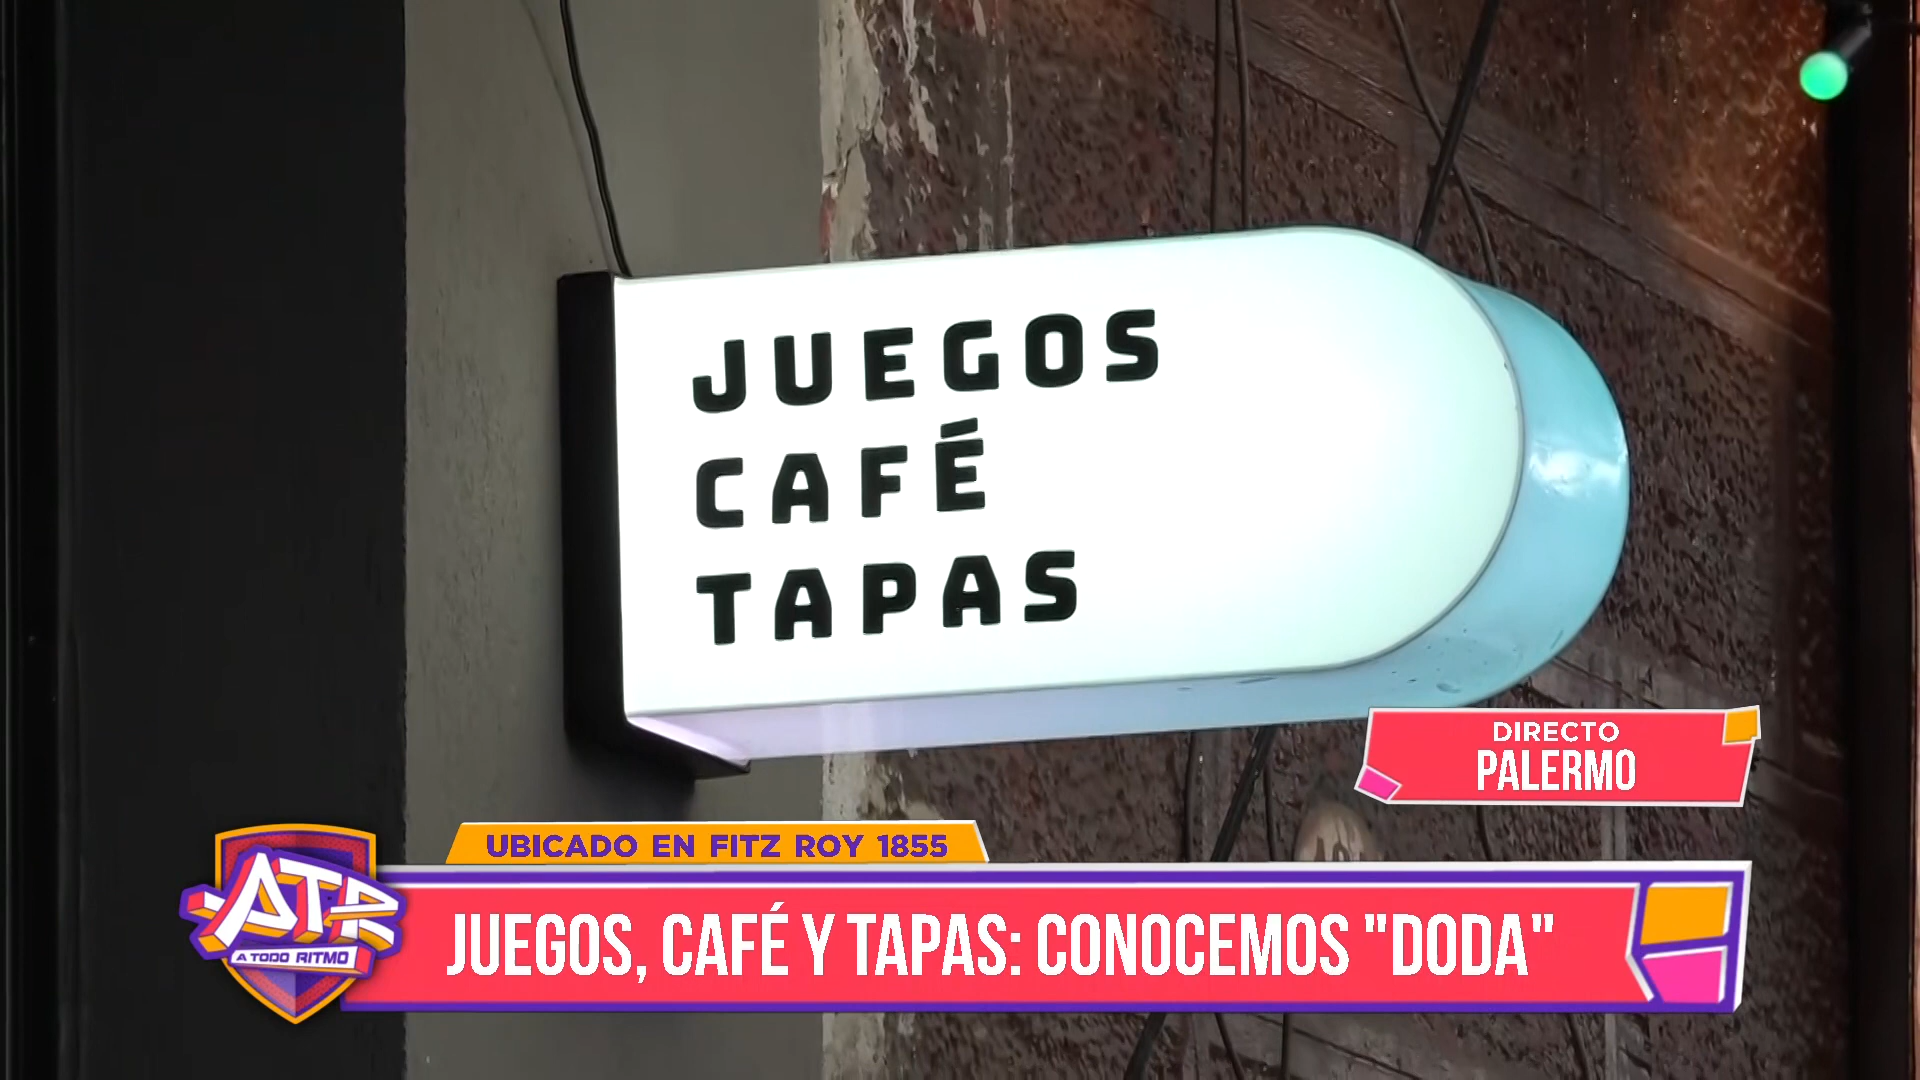 JUEGOS
CAFÉ
TAPAS
DIRECTO
PALERMO
UBICADO EN FITZ ROY 1855
ATR
A TODO RITMO
JUEGOS, CAFÉ Y TAPAS: CONOCEMOS "DODA"